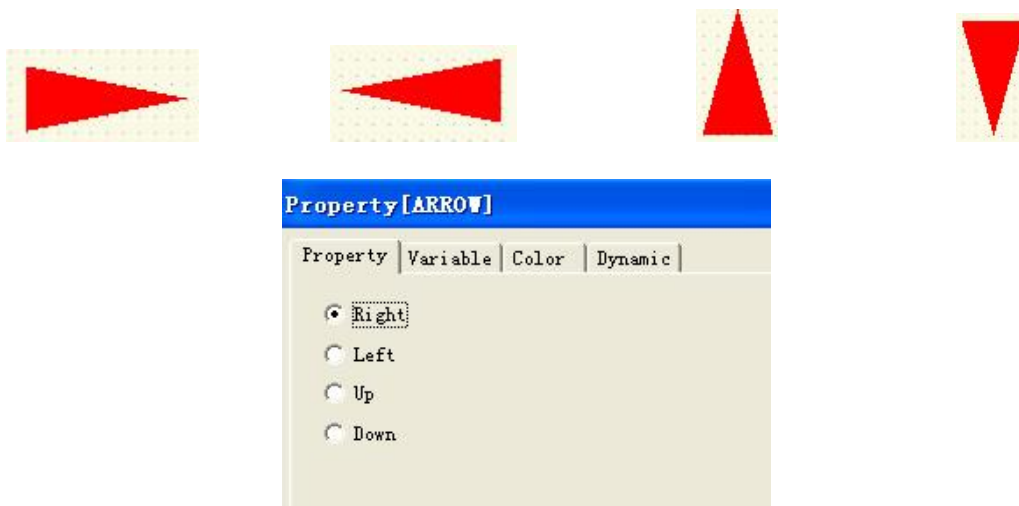 Property[ARROW]
Property Variable Color Dynamic
Right
Left
Up
Down